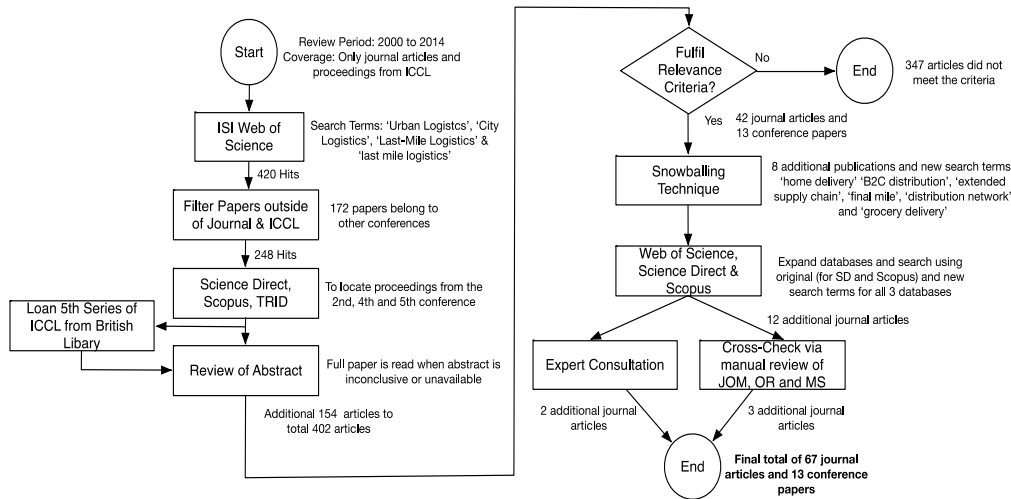 Start
Review Period: 2000 to 2014
Coverage: Only journal articles and
proceedings from ICCL
ISI Web of
Science
Search Terms: ‘Urban Logistcs’, ‘City
Logistics’, ‘Last-Mile Logistics’ &
‘last mile logistics’
420 Hits
Filter Papers outside
of Journal & ICCL
172 papers belong to
other conferences
248 Hits
Science Direct,
Scopus, TRID
To locate proceedings from the
2nd, 4th and 5th conference
Loan 5th Series of
ICCL from British
Libary
Review of Abstract
Full paper is read when abstract is
inconclusive or unavailable
Additional 154 articles to
total 402 articles
Fulfil
Relevance
Criteria?
No
End
347 articles did not
meet the criteria
Yes
42 journal articles and
13 conference papers
Snowballing
Technique
8 additional publications and new search terms
‘home delivery’ ‘B2C distribution’, ‘extended
supply chain’, ‘final mile’, ‘distribution network’
and ‘grocery delivery’
Web of Science,
Science Direct &
Scopus
Expand databases and search using
original (for SD and Scopus) and new
search terms for all 3 databases
12 additional journal articles
Expert Consultation
Cross-Check via
manual review of
JOM, OR and MS
2 additional journal
articles
3 additional journal
articles
End
Final total of 67 journal
articles and 13 conference
papers